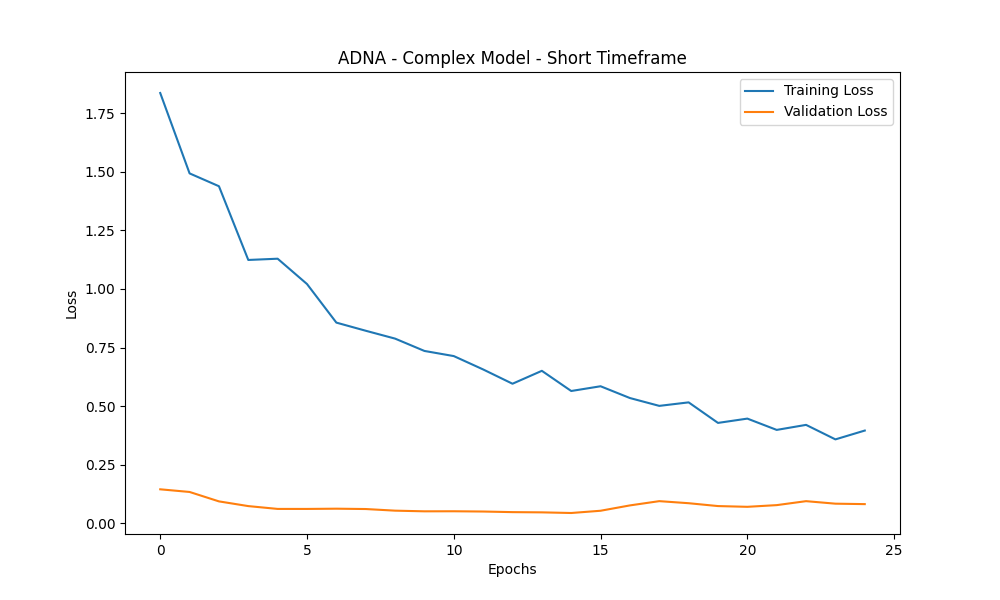 ADNA - Complex Model - Short Timeframe
Training Loss
Validation Loss
Loss
1.75
1.50
1.25
1.00
0.75
0.50
0.25
0.00
0 5 10 15 20 25
Epochs